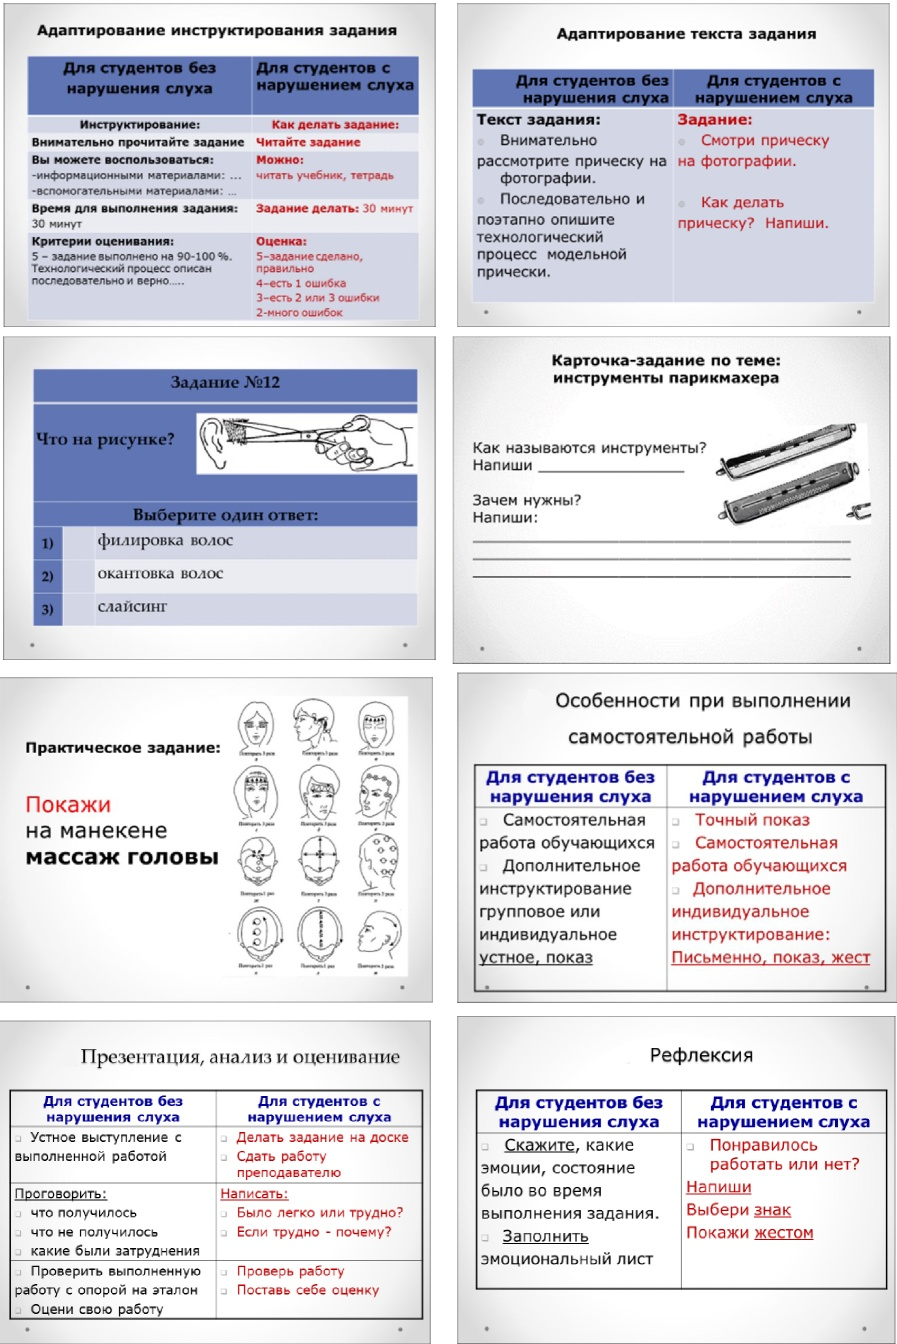 Адаптирование инструктирования задания
Для студентов без нарушения слуха
Для студентов с нарушением слуха
Инструктирование:
Как делать задание:
Внимательно прочитайте задание
Читайте задание
Вы можете воспользоваться:
-информационными материалами: ...
-вспомогательными материалами: ...
Можно:
читать учебник, тетрадь
Время для выполнения задания:
30 минут
Задание делать: 30 минут
Критерии оценивания:
5 – задание выполнено на 90-100 %.
Технологический процесс описан
последовательно и верно.....
Оценка:
5–задание сделано,
правильно
4–есть 1 ошибка
3–есть 2 или 3 ошибки
2-много ошибок
Адаптирование текста задания
Для студентов без
нарушения слуха
Для студентов с
нарушением слуха
Текст задания:
Внимательно
рассмотрите прическу на
фотографии.
Последовательно и
поэтапно опишите
технологический
процесс модельной
прически.
Задание:
Смотри прическу
на фотографии.
Как делать
прическу? Напиши.
Задание №12
Что на рисунке?
Выберите один ответ:
1) филировка волос
2) окантовка волос
3) слайсинг
Карточка-задание по теме:
инструменты парикмахера
Как называются инструменты?
Напиши _______________
Зачем нужны?
Напиши:
Практическое задание:
Покажи
на манекене
массаж головы
Особенности при выполнении
самостоятельной работы
Для студентов без
нарушения слуха
Для студентов с
нарушением слуха
Самостоятельная
работа обучающихся
Дополнительное
инструктирование
групповое или
индивидуальное
устное, показ
Точный показ
Самостоятельная
работа обучающихся
Дополнительное
индивидуальное
инструктирование:
Письменно, показ, жест
Презентация, анализ и оценивание
Для студентов без
нарушения слуха
Для студентов с
нарушением слуха
Устное выступление с
выполненной работой
Делать задание на доске
Сдать работу
преподавателю
Проговорить:
что получилось
что не получилось
какие были затруднения
Написать:
Было легко или трудно?
Если трудно - почему?
Проверить выполненную
работу с опорой на эталон
Оцени свою работу
Проверь работу
Поставь себе оценку
Рефлексия
Для студентов без
нарушения слуха
Для студентов с
нарушением слуха
Скажите, какие
эмоции, состояние
было во время
выполнения задания.
Заполнить
эмоциональный лист
Понравилось
работать или нет?
Напиши
Выбери знак
Покажи жестом